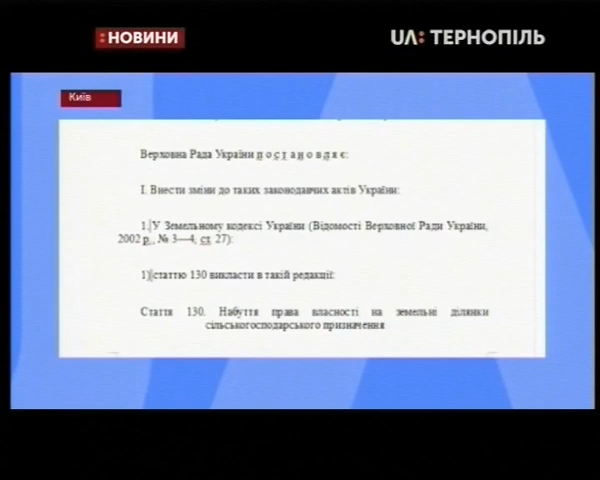 :НОВИНИ
UA: ТЕРНОПІЛЬ
Київ
Верховна Рада України п о с т а н о в л я є:
I. Внести зміни до таких законодавчих актів України:
1. У Земельному кодексі України (Відомості Верховної Ради України,
2002 р., № 3—4, ст. 27):
1) статтю 130 викласти в такій редакції:
Стаття 130. Набуття права власності на земельні ділянки
сільськогосподарського призначення